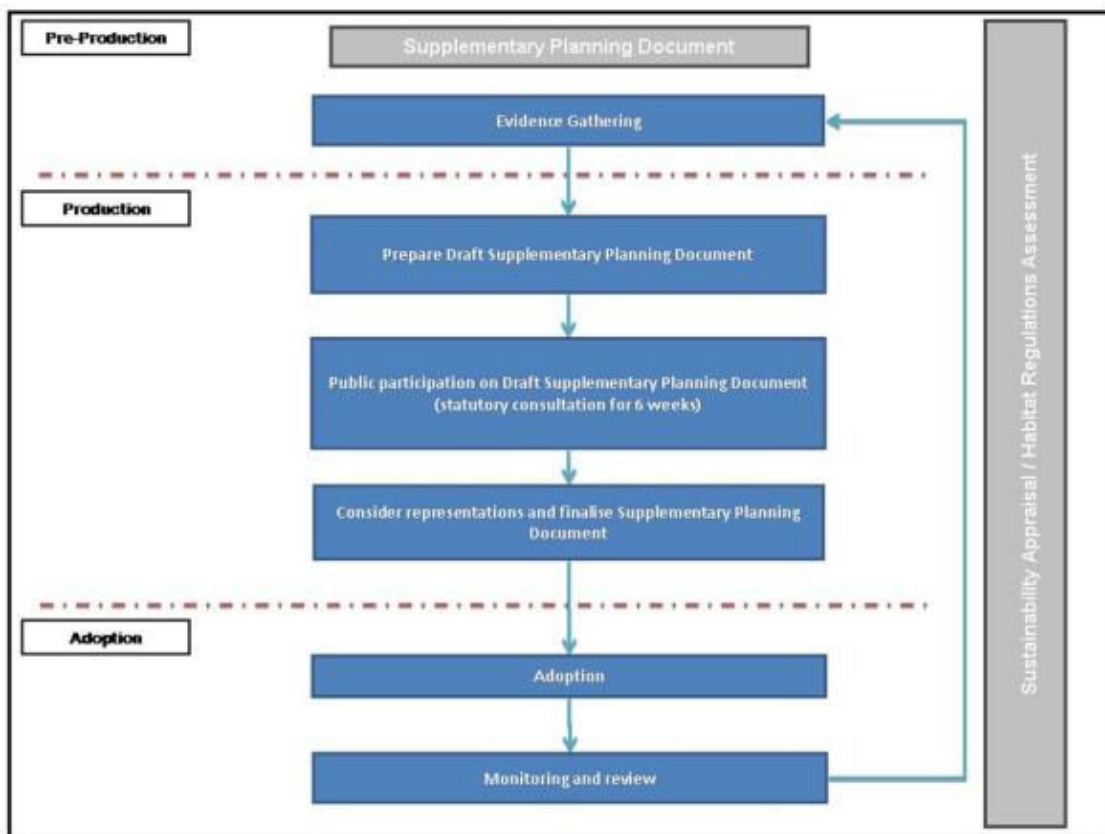 Pre-Production
Supplementary Planning Document
Evidence Gathering
Production
Prepare Draft Supplementary Planning Document
Public participation on Draft Supplementary Planning Document
(statutory consultation for 6 weeks)
Consider representations and finalise Supplementary Planning
Document
Adoption
Adoption
Monitoring and review
Sustainability Appraisal / Habitat Regulations Assessment